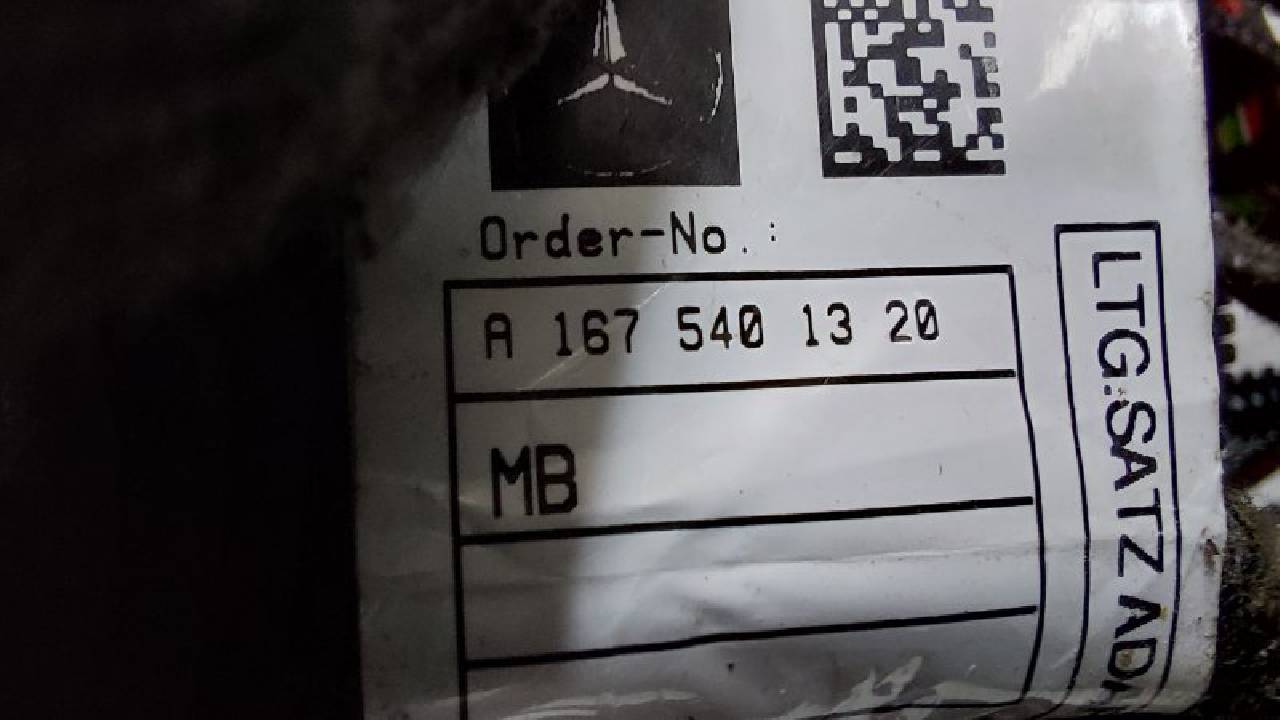 Order-No.:
A 167 540 13 20
MB
LTG.SATZ